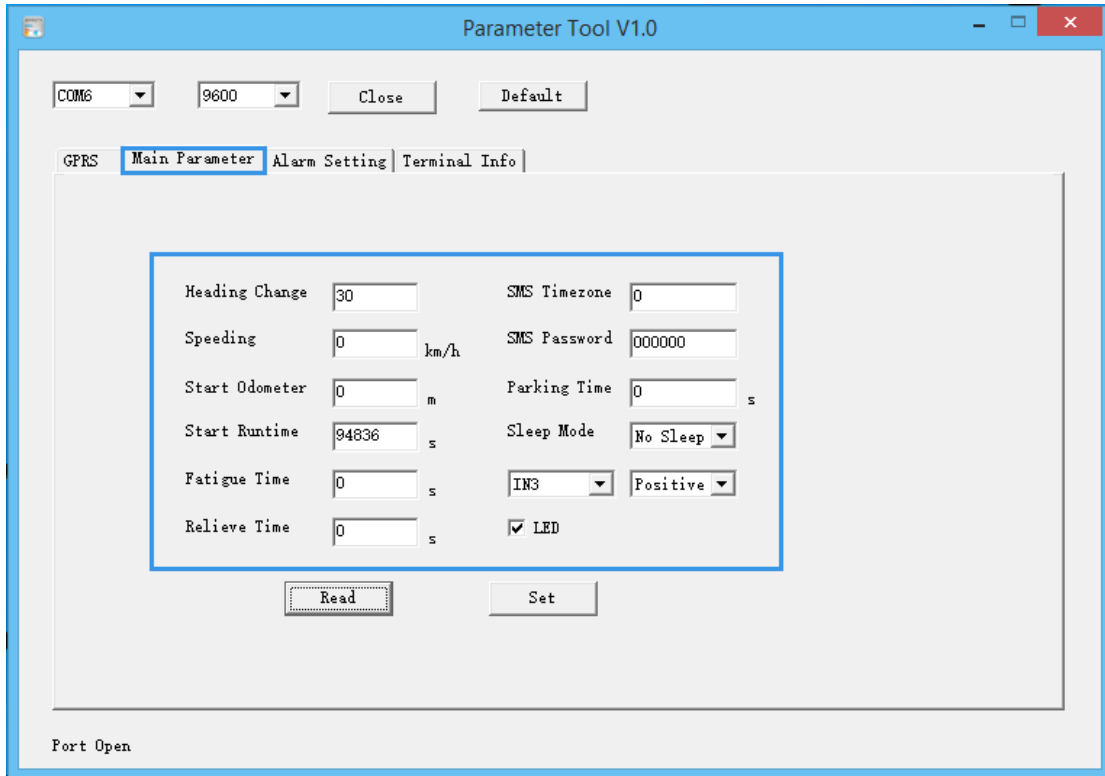 Parameter Tool V1.0
COM6 9600 Close Default
GPRS Main Parameter Alarm Setting Terminal Info
Heading Change 30 SMS Timezone 0
Speeding 0 km/h SMS Password 000000
Start Odometer 0 m Parking Time 0 s
Start Runtime 94836 s Sleep Mode No Sleep
Fatigue Time 0 s IN3 Positive
Relieve Time 0 s LED
Read Set
Port Open